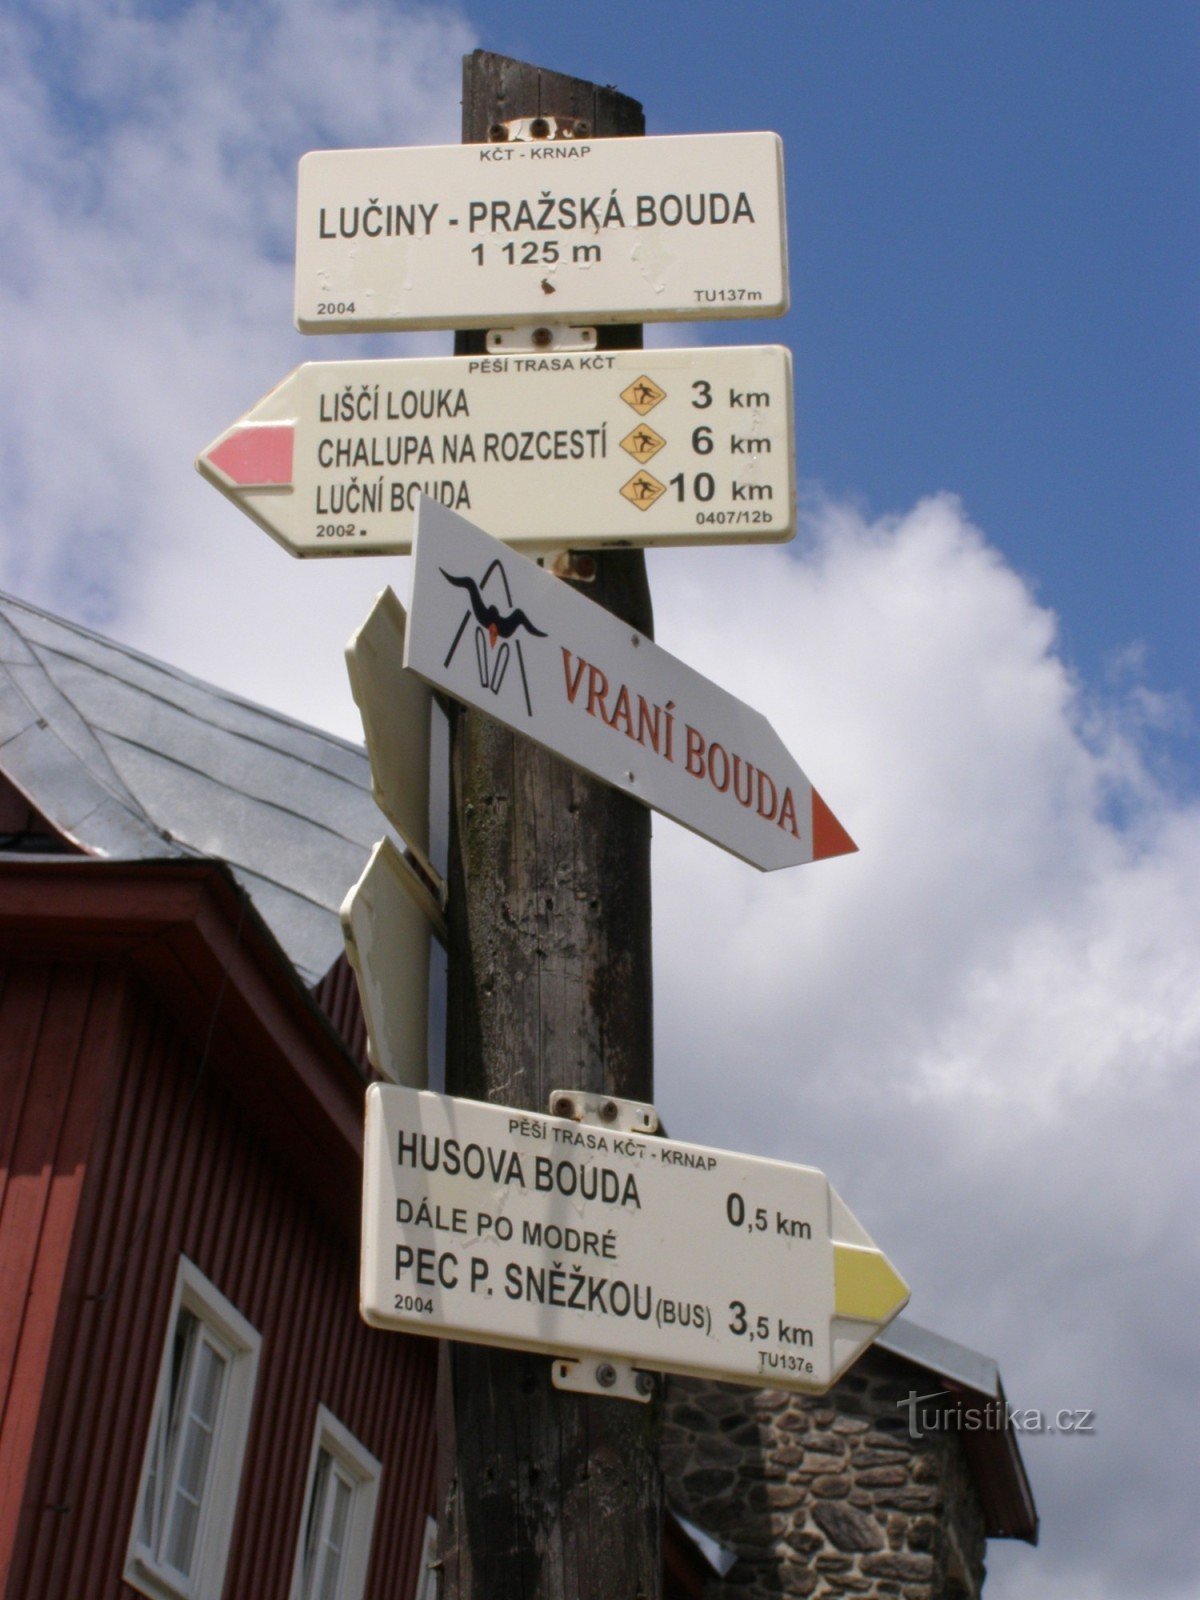 KČT - KRNAP
LUČINY - PRAŽSKÁ BOUDA
1 125 m
2004 TU137m
PĚŠÍ TRASA KČT
LIŠČÍ LOUKA 3 km
CHALUPA NA ROZCESTÍ 6 km
LUČNÍ BOUDA 10 km
2002 0407/12b
VRANÍ BOUDA
PĚŠÍ TRASA KČT - KRNAP
HUSOVA BOUDA 0,5 km
DÁLE PO MODRÉ
PEC P. SNĚŽKOU (BUS) 3,5 km
2004 TU137e
Turistika.cz